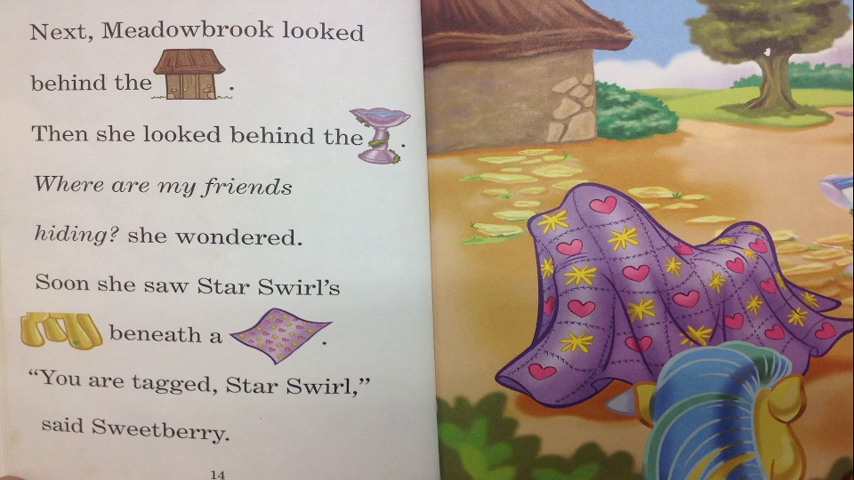 Next, Meadowbrook looked
behind the .
Then she looked behind the .
Where are my friends
hiding? she wondered.
Soon she saw Star Swirl's
beneath a .
“You are tagged, Star Swirl,”
said Sweetberry.
14